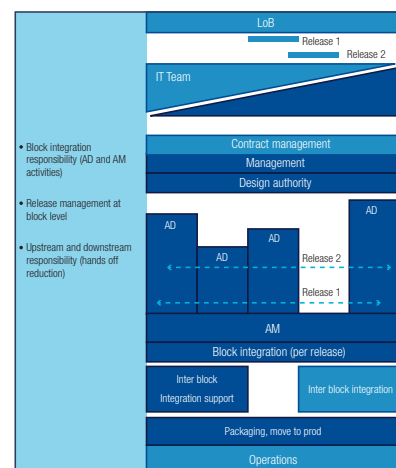 LoB
Release 1
Release 2
IT Team
Contract management
Management
Design authority
• Block integration
responsibility (AD and AM
activities)
• Release management at
block level
• Upstream and downstream
responsibility (hands off
reduction)
AD
AD
AD
AD
Release 2
Release 1
AM
Block integration (per release)
Inter block
Integration support
Inter block integration
Packaging, move to prod
Operations